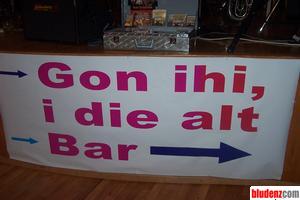 Gon ihi,
i die alt
Bar
bludenz.com